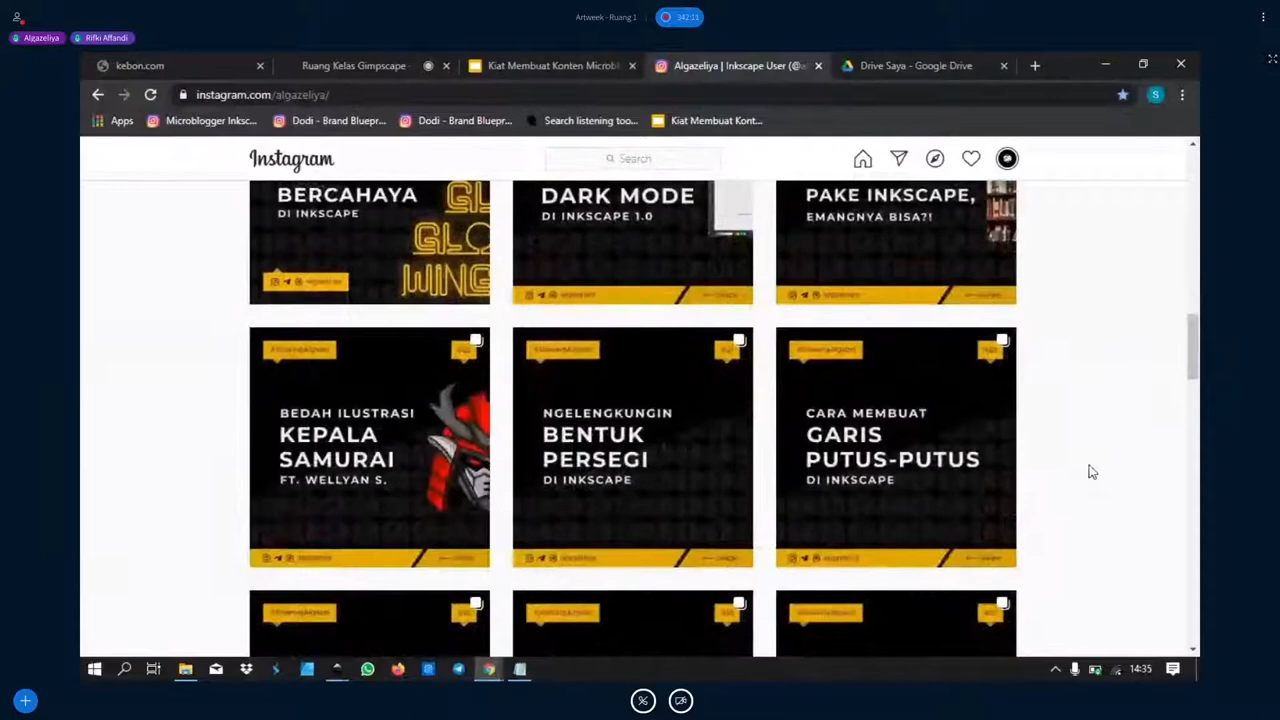 Artweek - Ruang 1
342:11
Algazeliya
Rifki Affandi
kebon.com
Ruang Kelas Gimpscape
Kiat Membuat Konten Microbl
Algazeliya | Inkscape User (@
Drive Saya - Google Drive
instagram.com/algazeliya/
S
Apps
Microblogger Inksc...
Dodi - Brand Bluepr...
Dodi - Brand Bluepr...
Search listening too...
Kiat Membuat Kont...
Instagram
Search
BERCAHAYA
DI INKSCAPE
GLOWING
DARK MODE
DI INKSCAPE 1.0
PAKE INKSCAPE,
EMANGNYA BISA?!
BEDAH ILUSTRASI
KEPALA
SAMURAI
FT. WELLYAN S.
NGELENGKUNGIN
BENTUK
PERSEGI
DI INKSCAPE
CARA MEMBUAT
GARIS
PUTUS-PUTUS
DI INKSCAPE
14:35